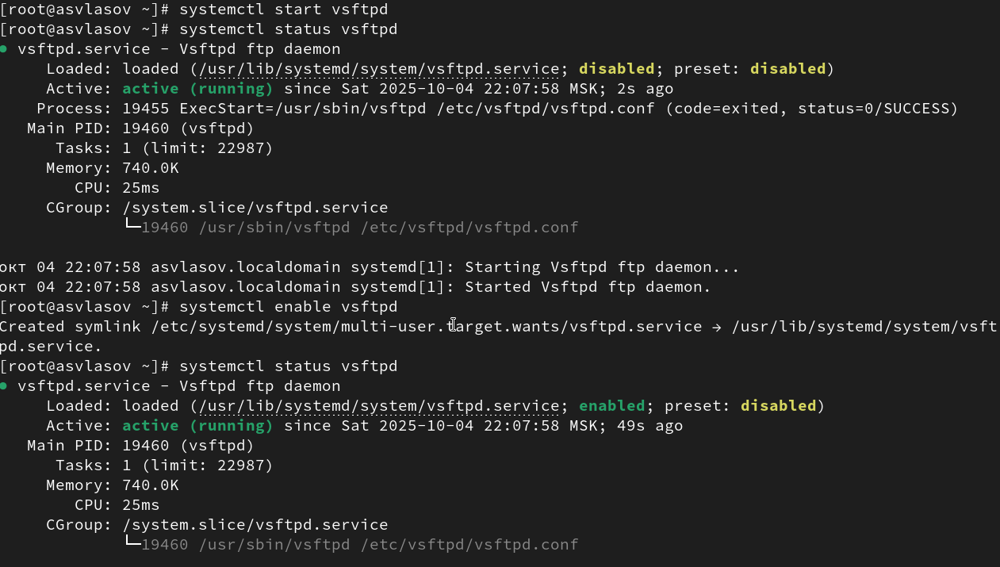 [root@asvlasov ~]# systemctl start vsftpd
[root@asvlasov ~]# systemctl status vsftpd
● vsftpd.service - Vsftpd ftp daemon
     Loaded: loaded (/usr/lib/systemd/system/vsftpd.service; disabled; preset: disabled)
     Active: active (running) since Sat 2025-10-04 22:07:58 MSK; 2s ago
    Process: 19455 ExecStart=/usr/sbin/vsftpd /etc/vsftpd/vsftpd.conf (code=exited, status=0/SUCCESS)
   Main PID: 19460 (vsftpd)
      Tasks: 1 (limit: 22987)
     Memory: 740.0K
        CPU: 25ms
     CGroup: /system.slice/vsftpd.service
             └─19460 /usr/sbin/vsftpd /etc/vsftpd/vsftpd.conf
окт 04 22:07:58 asvlasov.localdomain systemd[1]: Starting Vsftpd ftp daemon...
окт 04 22:07:58 asvlasov.localdomain systemd[1]: Started Vsftpd ftp daemon.
[root@asvlasov ~]# systemctl enable vsftpd
Created symlink /etc/systemd/system/multi-user.target.wants/vsftpd.service → /usr/lib/systemd/system/vsft
pd.service.
[root@asvlasov ~]# systemctl status vsftpd
● vsftpd.service - Vsftpd ftp daemon
     Loaded: loaded (/usr/lib/systemd/system/vsftpd.service; enabled; preset: disabled)
     Active: active (running) since Sat 2025-10-04 22:07:58 MSK; 49s ago
   Main PID: 19460 (vsftpd)
      Tasks: 1 (limit: 22987)
     Memory: 740.0K
        CPU: 25ms
     CGroup: /system.slice/vsftpd.service
             └─19460 /usr/sbin/vsftpd /etc/vsftpd/vsftpd.conf